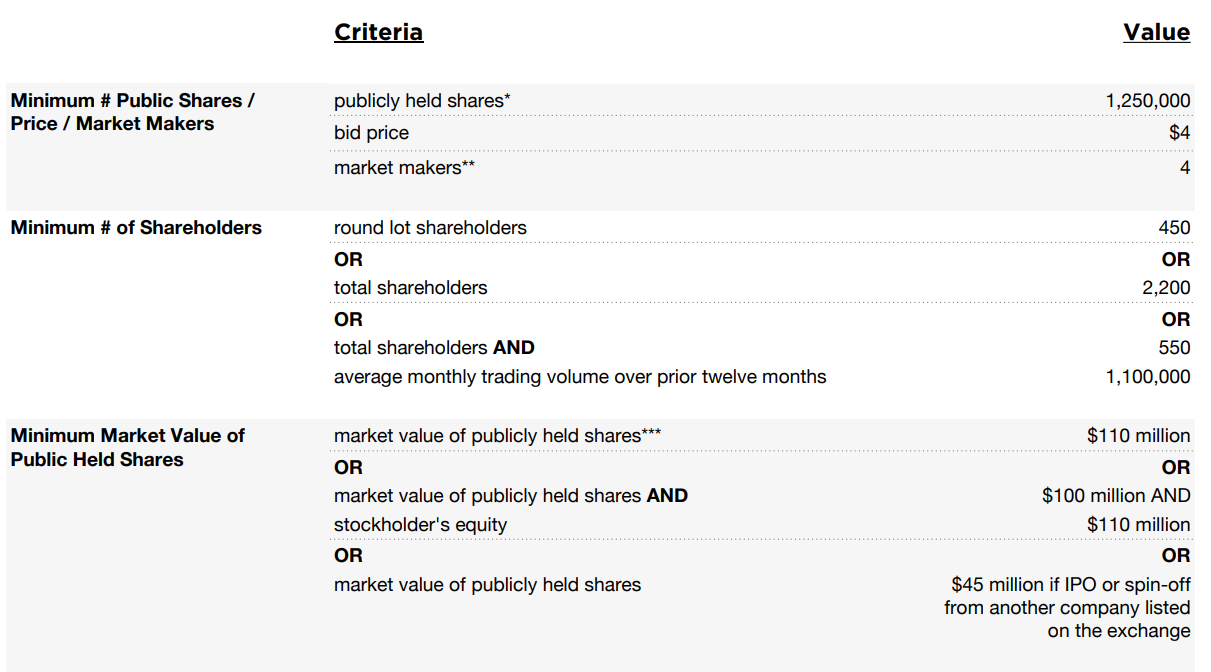 Criteria Value
Minimum # Public Shares / publicly held shares* 1,250,000
Price / Market Makers
bid price $4
market makers** 4
Minimum # of Shareholders round lot shareholders 450
OR OR
total shareholders 2,200
OR OR
total shareholders AND 550
average monthly trading volume over prior twelve months 1,100,000
Minimum Market Value of market value of publicly held shares*** $110 million
Public Held Shares
OR OR
market value of publicly held shares AND $100 million AND
stockholder's equity $110 million
OR OR
market value of publicly held shares $45 million if IPO or spin-off
from another company listed
on the exchange